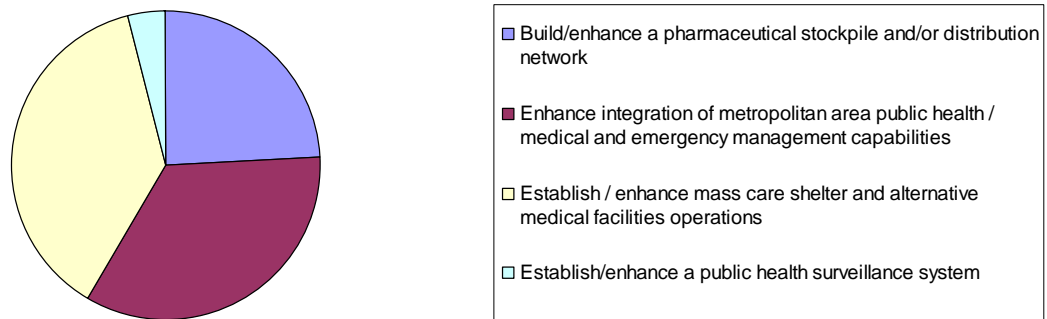 Build/enhance a pharmaceutical stockpile and/or distribution
network
Enhance integration of metropolitan area public health /
medical and emergency management capabilities
Establish / enhance mass care shelter and alternative
medical facilities operations
Establish/enhance a public health surveillance system